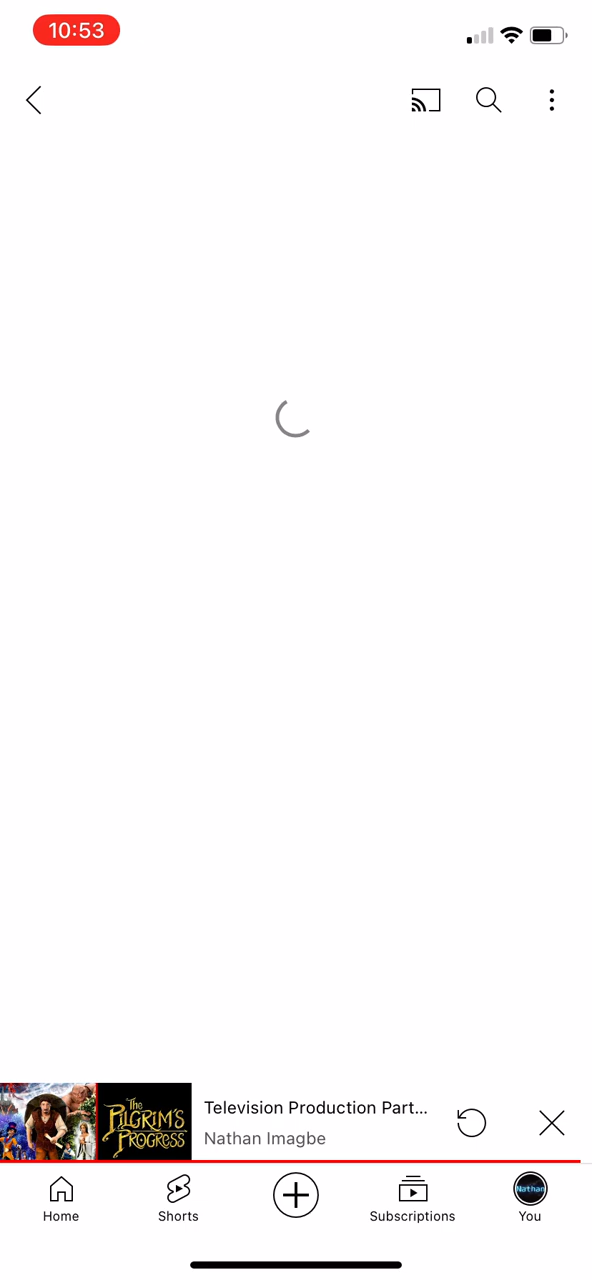 10:53
The
PILGRIM'S
PROGRESS
Television Production Part...
Nathan Imagbe
Home
Shorts
Subscriptions
Nathan
You